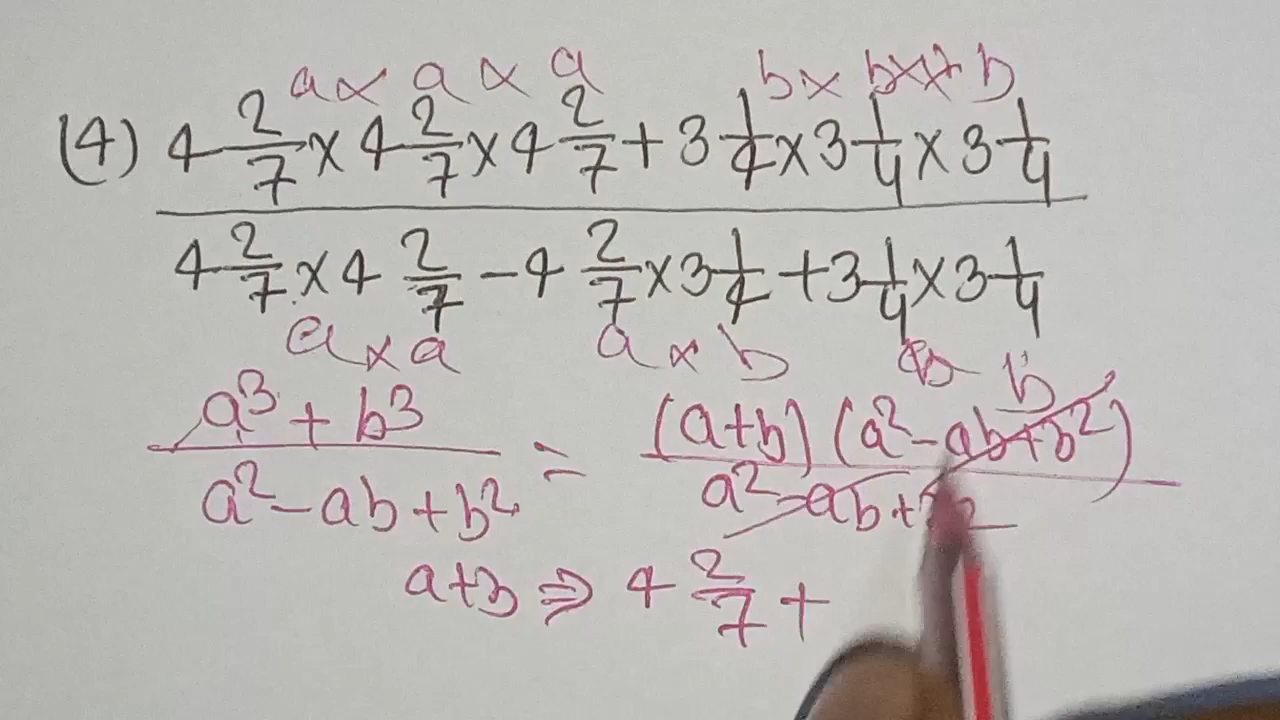 a × a × a b × b × b
(4) 4 2/7 × 4 2/7 × 4 2/7 + 3 1/4 × 3 1/4 × 3 1/4
4 2/7 × 4 2/7 - 4 2/7 × 3 1/4 + 3 1/4 × 3 1/4
a × a a × b b b
a³ + b³ = (a+b) (a² - ab + b²)
a² - ab + b² a² - ab +
a+b ⇒ 4 2/7 +